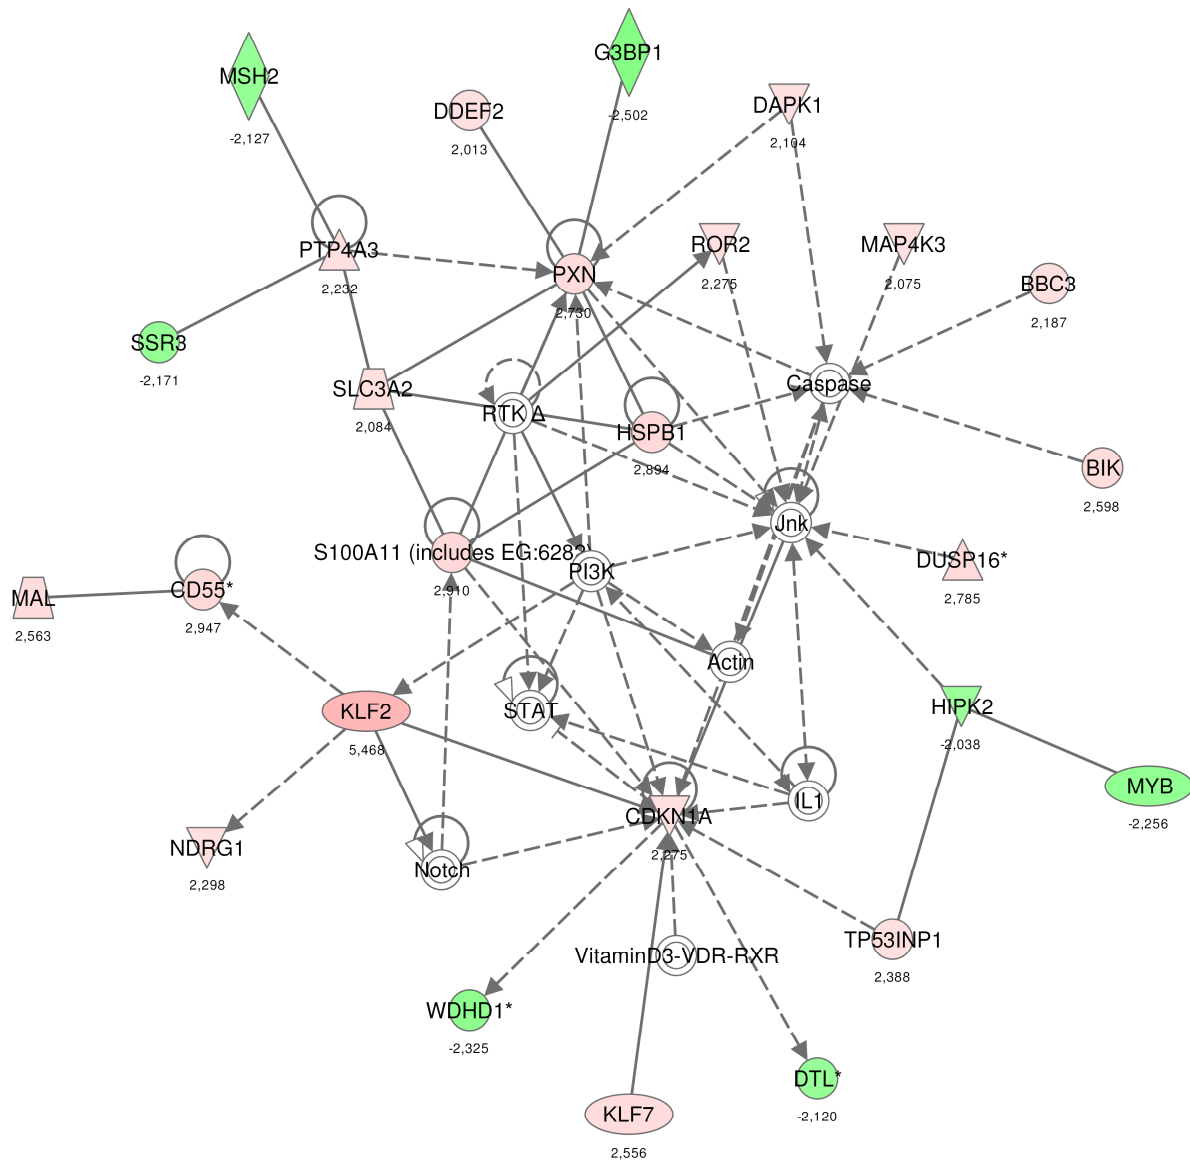 G3BP1
-2,502
MSH2
-2,127
DDEF2
2,013
DAPK1
2,104
PTP4A3
2,232
PXN
2,730
ROR2
2,275
MAP4K3
2,075
BBC3
2,187
SSR3
-2,171
SLC3A2
2,084
RTK Δ
HSPB1
2,894
Caspase
BIK
2,598
Jnk
S100A11 (includes EG:6282)
2,910
PI3K
DUSP16*
2,785
MAL
2,563
CD55*
2,947
Actin
KLF2
5,468
STAT
HIPK2
-2,038
MYB
-2,256
IL1
CDKN1A
2,275
NDRG1
2,298
Notch
TP53INP1
2,388
VitaminD3-VDR-RXR
WDHD1*
-2,325
DTL*
-2,120
KLF7
2,556